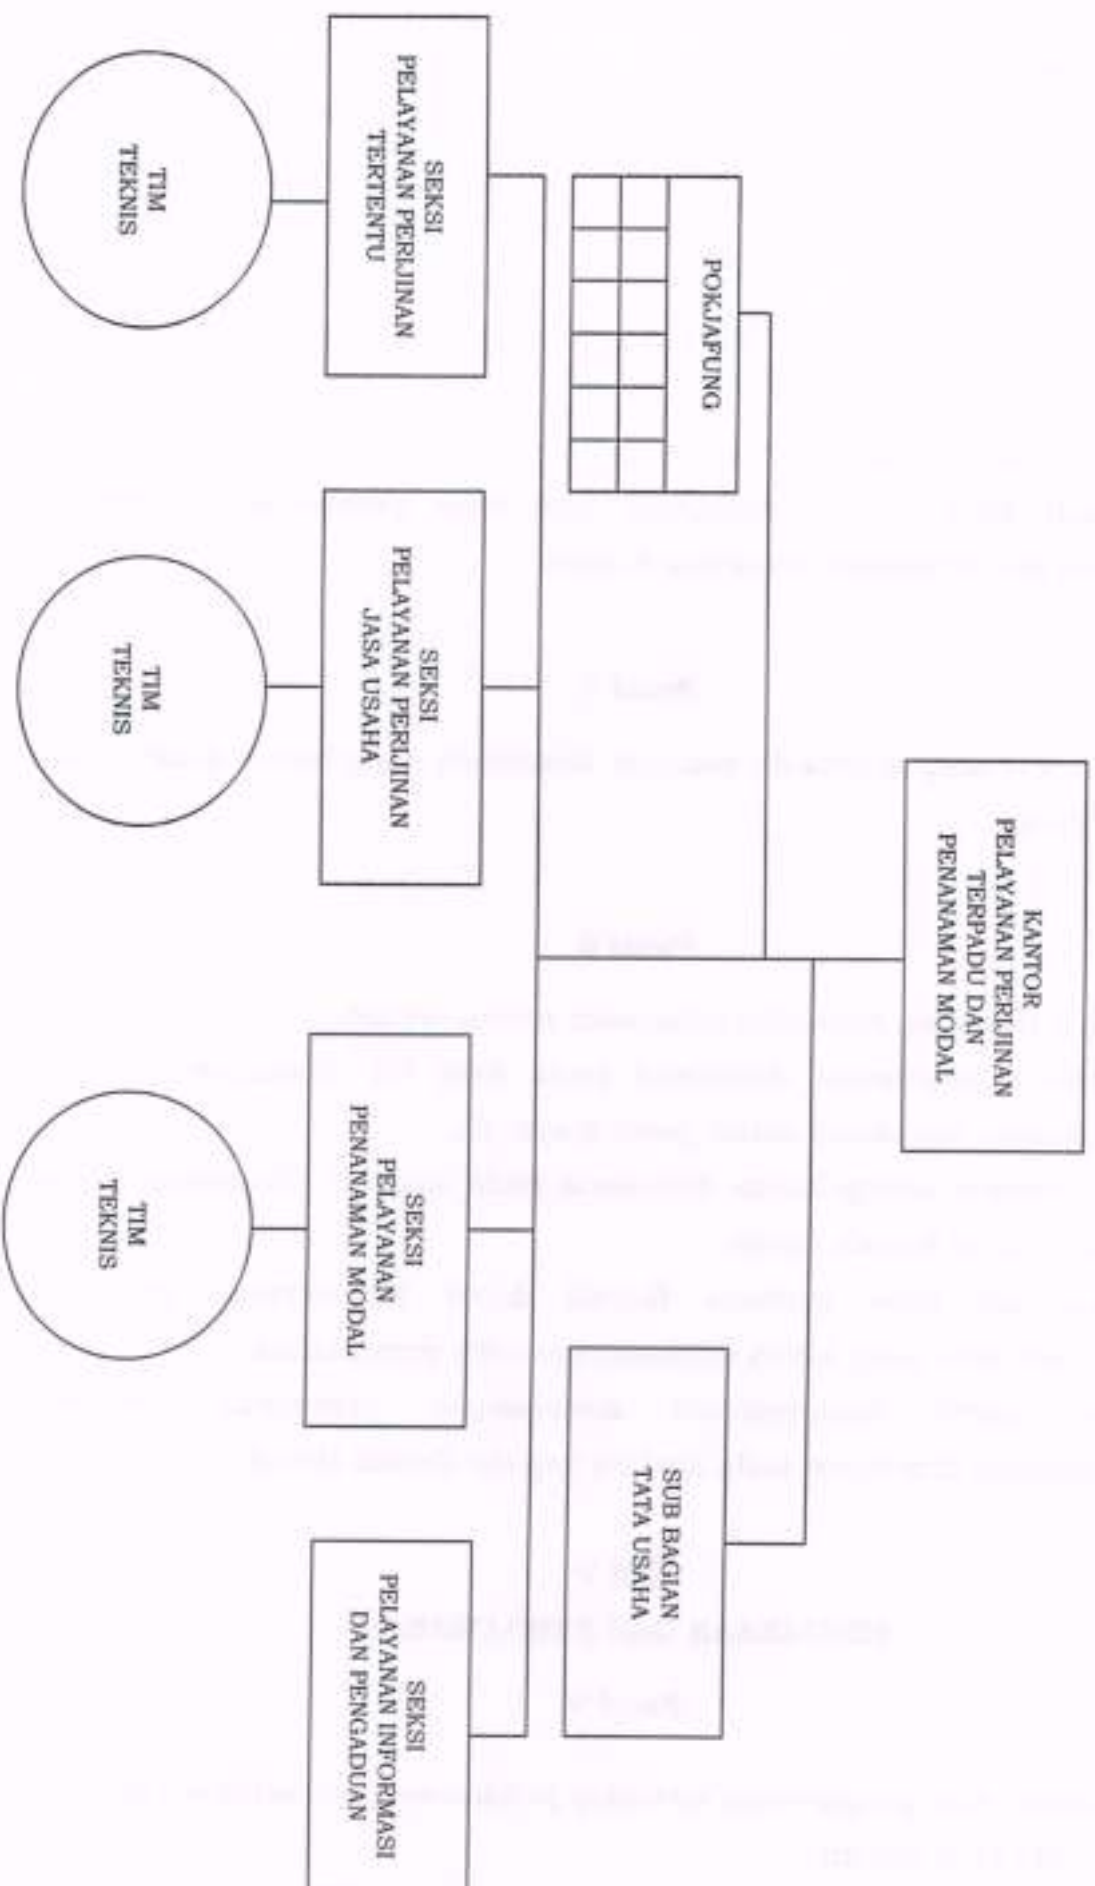 KANTOR
PELAYANAN PERIJINAN
TERPADU DAN
PENANAMAN MODAL
POKJAFUNG
SUB BAGIAN
TATA USAHA
SEKSI
PELAYANAN PERIJINAN
TERTENTU
SEKSI
PELAYANAN PERIJINAN
JASA USAHA
SEKSI
PELAYANAN
PENANAMAN MODAL
SEKSI
PELAYANAN INFORMASI
DAN PENGADUAN
TIM
TEKNIS
TIM
TEKNIS
TIM
TEKNIS